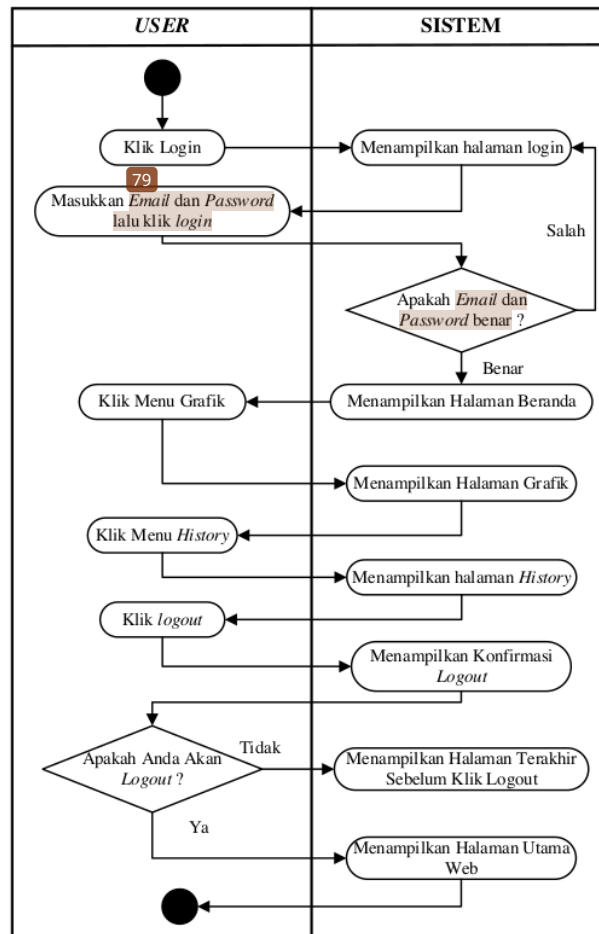 USER
SISTEM
Klik Login
Menampilkan halaman login
79
Masukkan Email dan Password
lalu klik login
Salah
Apakah Email dan
Password benar ?
Benar
Klik Menu Grafik
Menampilkan Halaman Beranda
Menampilkan Halaman Grafik
Klik Menu History
Menampilkan halaman History
Klik logout
Menampilkan Konfirmasi
Logout
Apakah Anda Akan
Logout ?
Tidak
Menampilkan Halaman Terakhir
Sebelum Klik Logout
Ya
Menampilkan Halaman Utama
Web